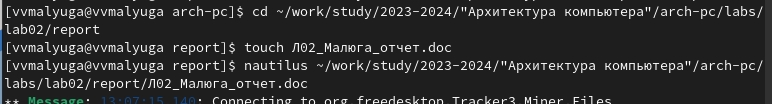 [vvmalyuga@vvmalyuga arch-pc]$ cd ~/work/study/2023-2024/"Архитектура компьютера"/arch-pc/labs/
lab02/report
[vvmalyuga@vvmalyuga report]$ touch Л02_Малюга_отчет.doc
[vvmalyuga@vvmalyuga report]$ nautilus ~/work/study/2023-2024/"Архитектура компьютера"/arch-pc/
labs/lab02/report/Л02_Малюга_отчет.doc
** Message: 13:07:15.140: Connecting to org.freedesktop.Tracker3.Miner.Files